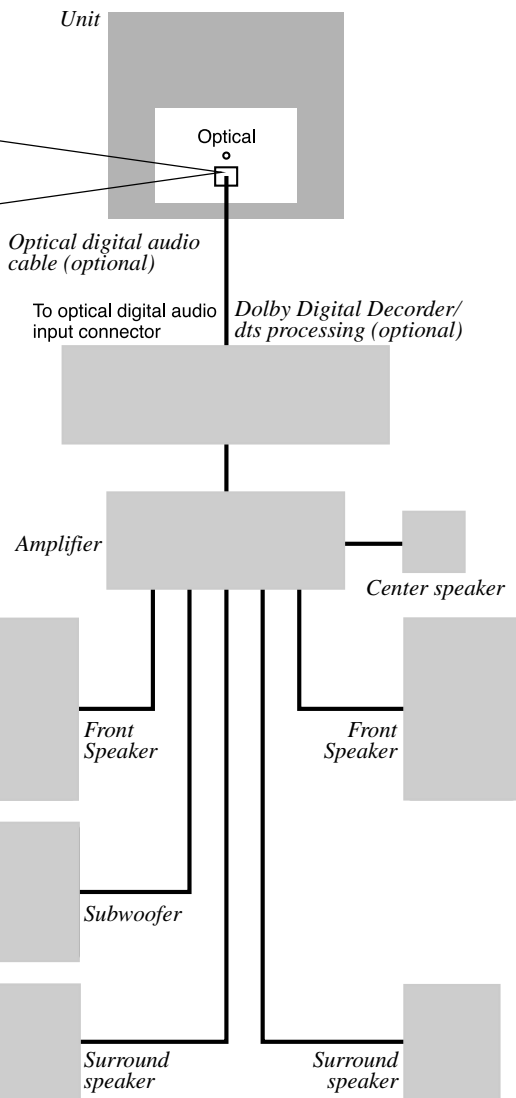 Unit
Optical
Optical digital audio
cable (optional)
To optical digital audio
input connector
Dolby Digital Decorder/
dts processing (optional)
Amplifier
Center speaker
Front
Speaker
Front
Speaker
Subwoofer
Surround
speaker
Surround
speaker